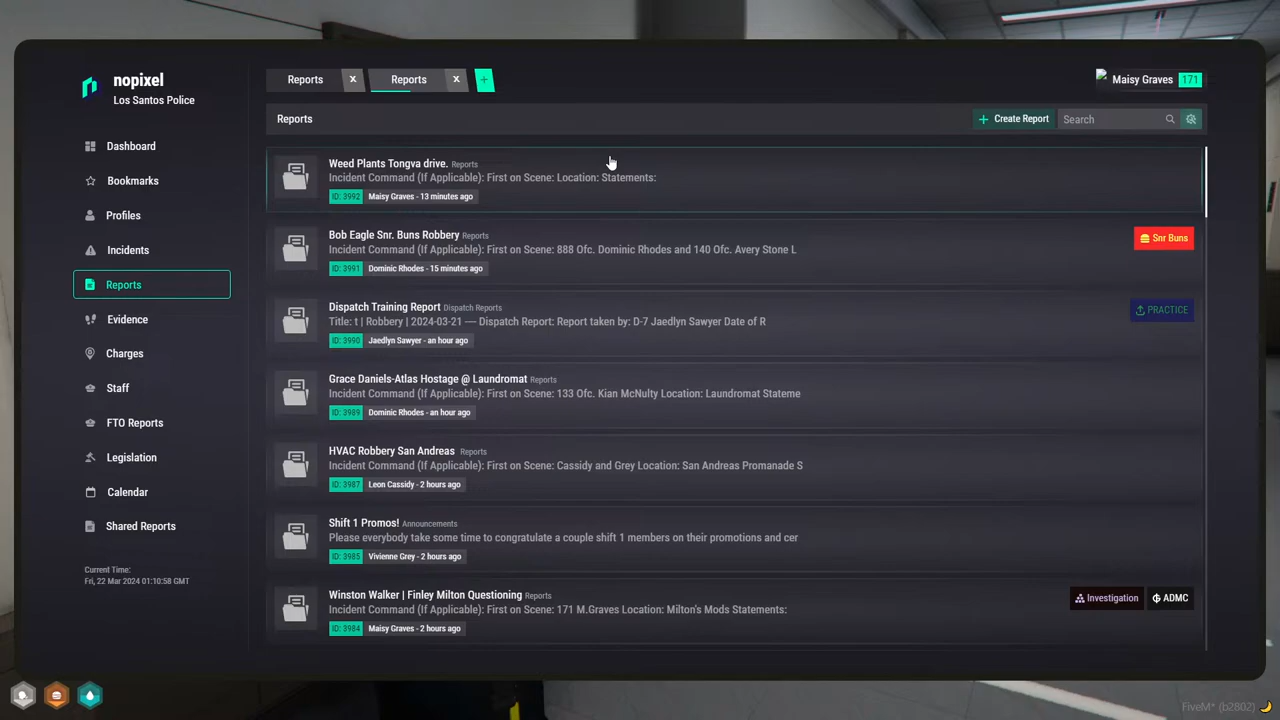 nopixel
Los Santos Police
Reports X Reports X +
Maisy Graves 171
Reports
+ Create Report
Search
Dashboard
Bookmarks
Profiles
Incidents
Reports
Evidence
Charges
Staff
FTO Reports
Legislation
Calendar
Shared Reports
Current Time:
Fri, 22 Mar 2024 01:10:58 GMT
Weed Plants Tongva drive. Reports
Incident Command (If Applicable): First on Scene: Location: Statements:
ID: 3992 Maisy Graves - 13 minutes ago
Bob Eagle Snr. Buns Robbery Reports
Incident Command (If Applicable): First on Scene: 888 Ofc. Dominic Rhodes and 140 Ofc. Avery Stone L
ID: 3991 Dominic Rhodes - 15 minutes ago
Snr Buns
Dispatch Training Report Dispatch Reports
Title: t | Robbery | 2024-03-21 — Dispatch Report: Report taken by: D-7 Jaedlyn Sawyer Date of R
ID: 3990 Jaedlyn Sawyer - an hour ago
PRACTICE
Grace Daniels-Atlas Hostage @ Laundromat Reports
Incident Command (If Applicable): First on Scene: 133 Ofc. Kian McNulty Location: Laundromat Stateme
ID: 3989 Dominic Rhodes - an hour ago
HVAC Robbery San Andreas Reports
Incident Command (If Applicable): First on Scene: Cassidy and Grey Location: San Andreas Promanade S
ID: 3987 Leon Cassidy - 2 hours ago
Shift 1 Promos! Announcements
Please everybody take some time to congratulate a couple shift 1 members on their promotions and cer
ID: 3985 Vivienne Grey - 2 hours ago
Winston Walker | Finley Milton Questioning Reports
Incident Command (If Applicable): First on Scene: 171 M.Graves Location: Milton's Mods Statements:
ID: 3984 Maisy Graves - 2 hours ago
Investigation ADMC
FiveM* (b2802)